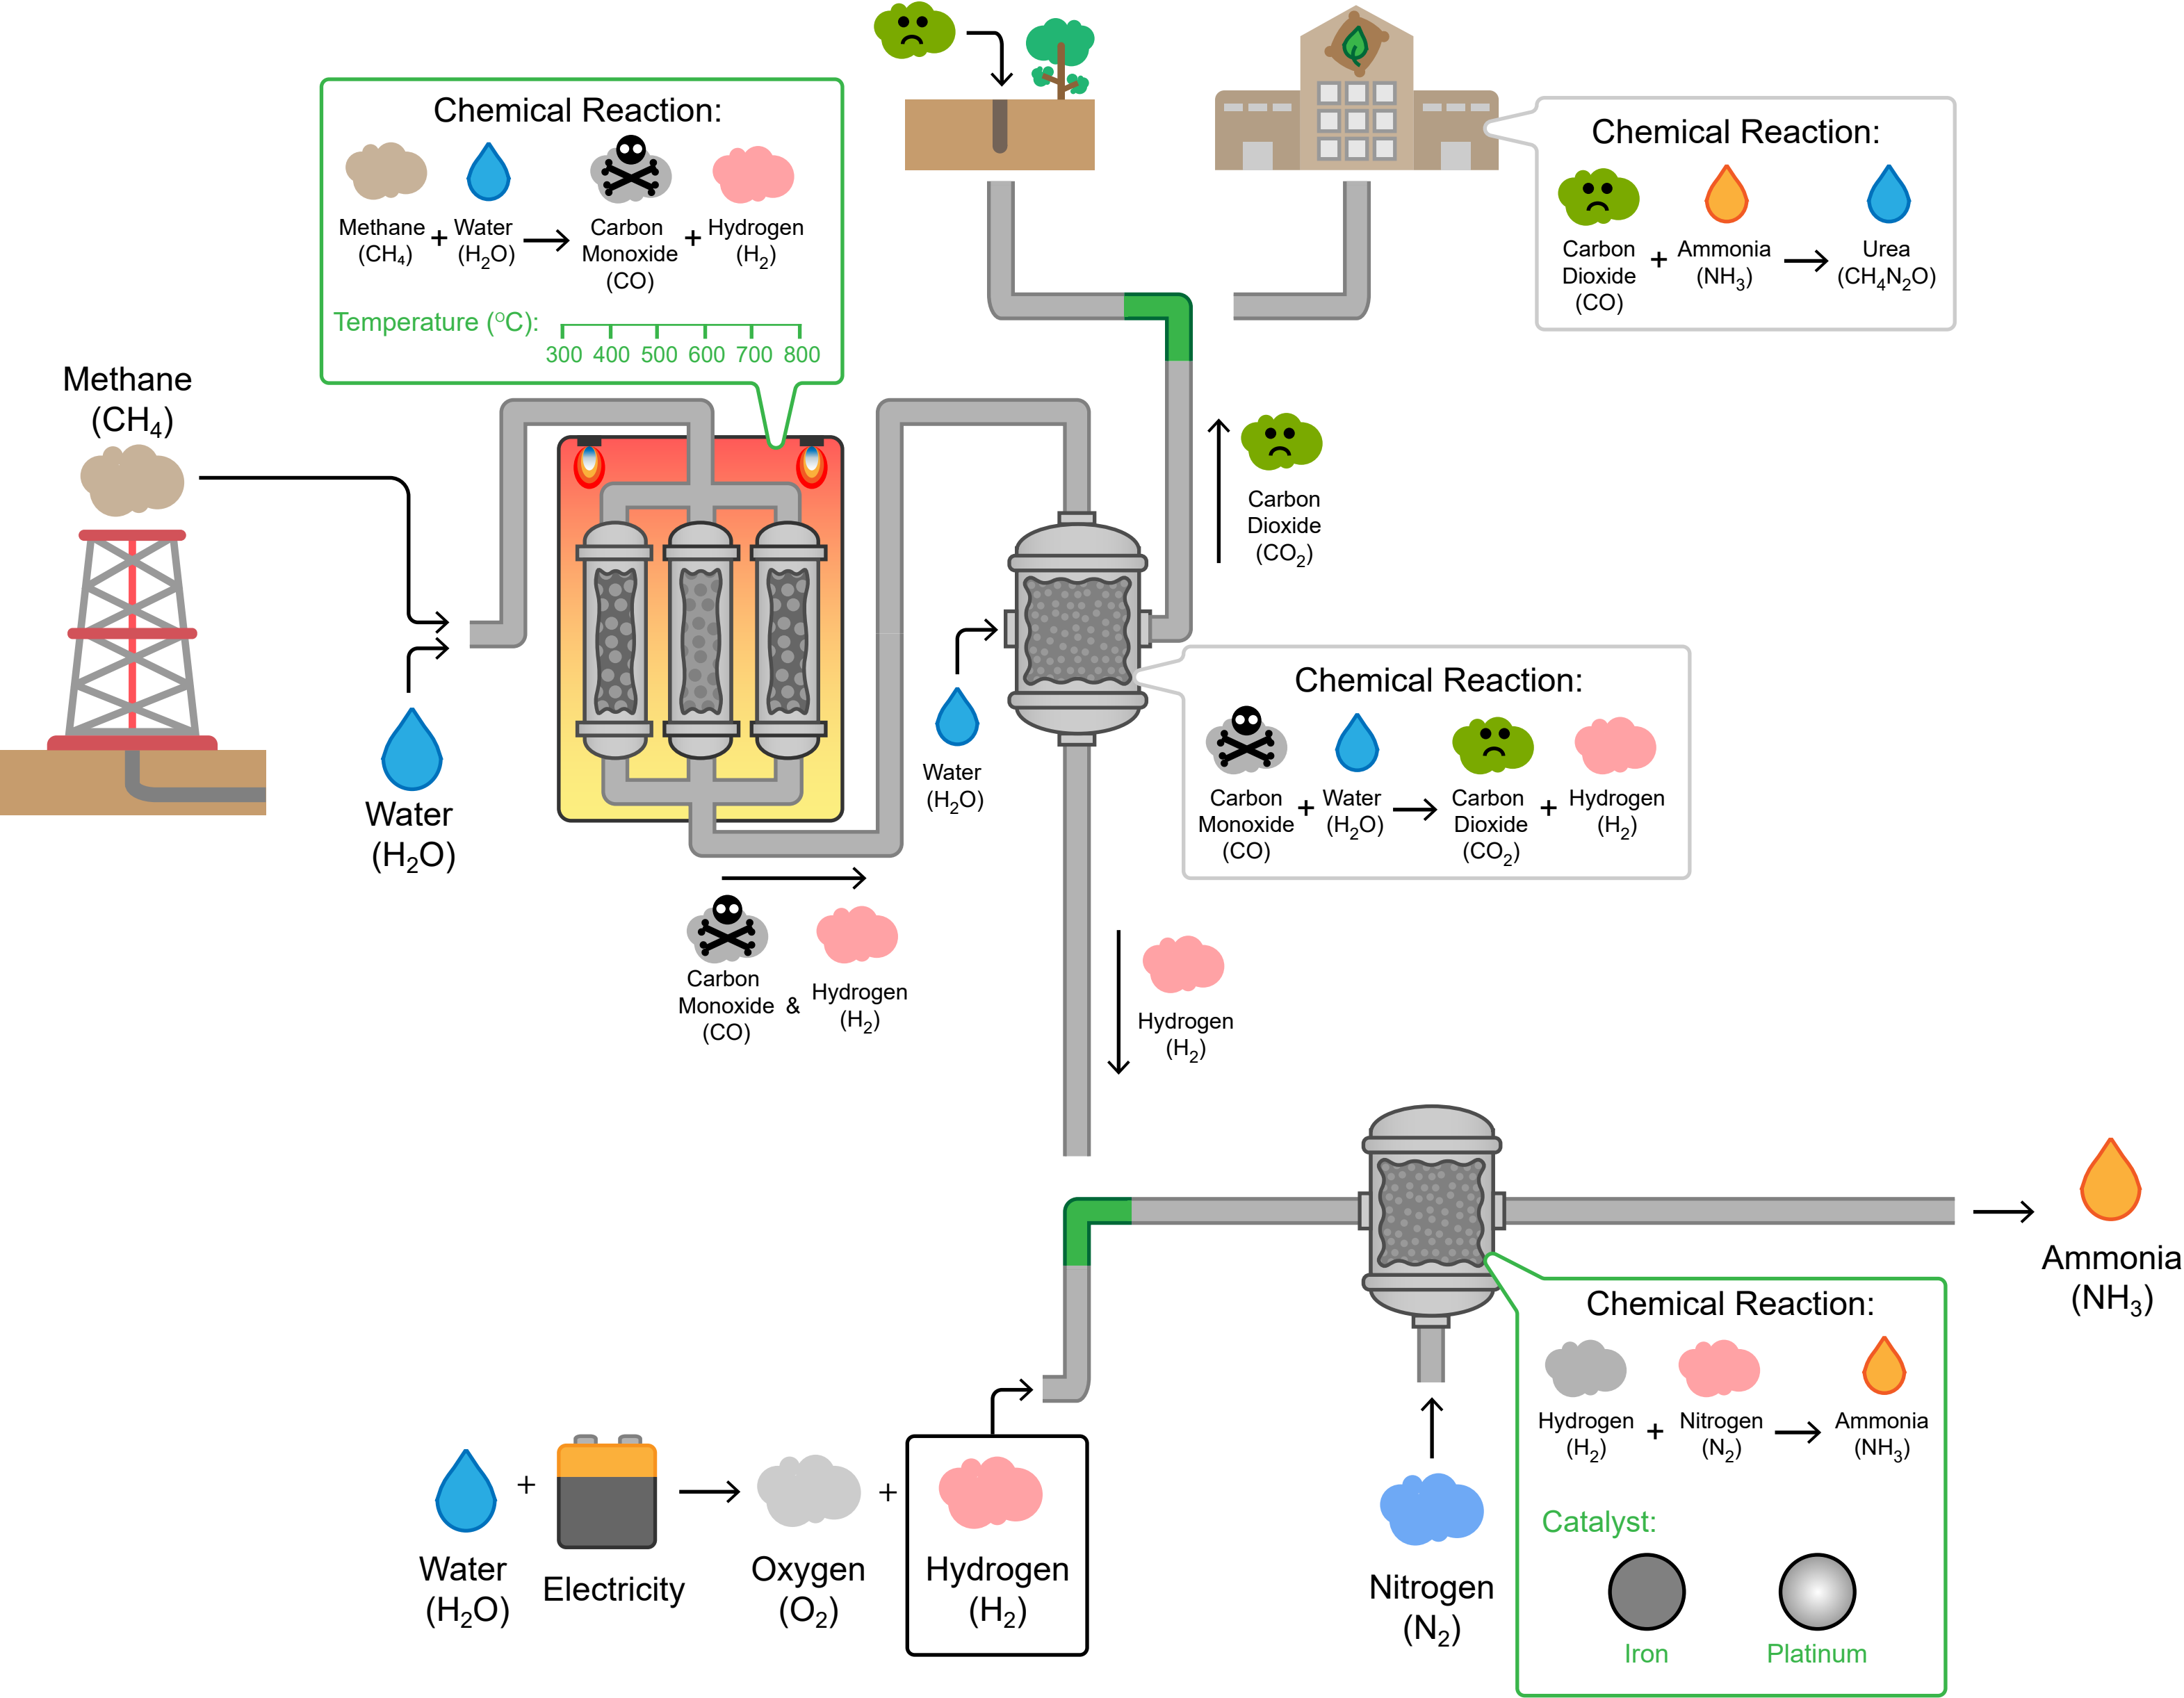 Chemical Reaction:
Methane
(CH₄)
+
Water
(H₂O)
Carbon
Monoxide
(CO)
+
Hydrogen
(H₂)
Temperature (°C):
300 400 500 600 700 800
Chemical Reaction:
Carbon
Dioxide
(CO)
+
Ammonia
(NH₃)
Urea
(CH₄N₂O)
Methane
(CH₄)
Water
(H₂O)
Carbon
Dioxide
(CO₂)
Water
(H₂O)
Chemical Reaction:
Carbon
Monoxide
(CO)
+
Water
(H₂O)
Carbon
Dioxide
(CO₂)
+
Hydrogen
(H₂)
Carbon
Monoxide
(CO)
&
Hydrogen
(H₂)
Hydrogen
(H₂)
Ammonia
(NH₃)
Chemical Reaction:
Hydrogen
(H₂)
+
Nitrogen
(N₂)
Ammonia
(NH₃)
Catalyst:
Iron
Platinum
Water
(H₂O)
+
Electricity
Oxygen
(O₂)
+
Hydrogen
(H₂)
Nitrogen
(N₂)